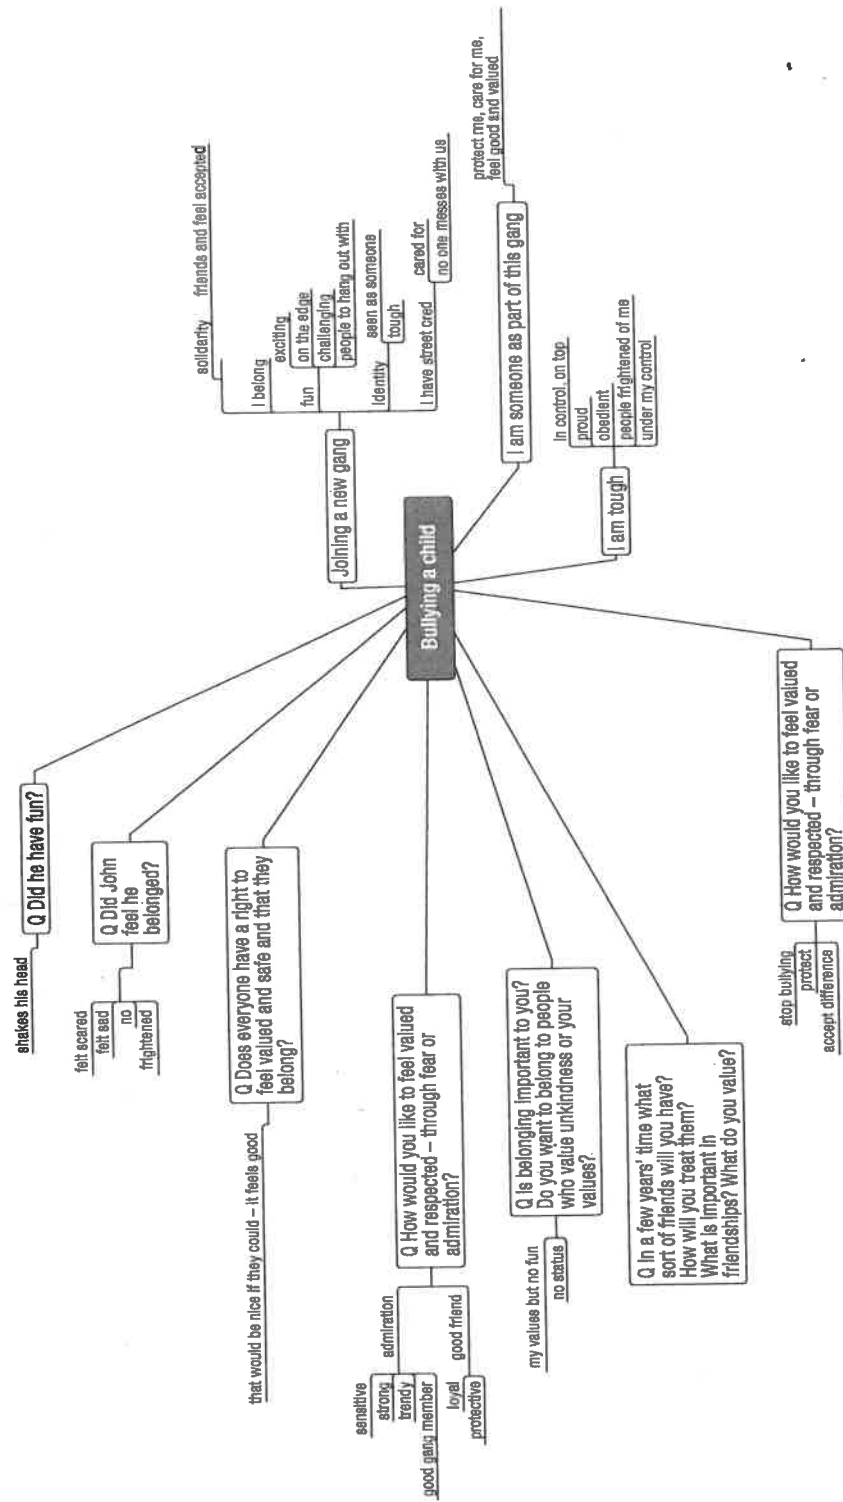 Bullying a child
Joining a new gang
solidarity
friends and feel accepted
I belong
fun
exciting
on the edge
challenging
people to hang out with
identity
seen as someone
tough
I have street cred
cared for
no one messes with us
I am someone as part of this gang
protect me, care for me,
feel good and valued
I am tough
In control, on top
proud
obedient
people frightened of me
under my control
Q How would you like to feel valued
and respected – through fear or
admiration?
stop bullying
protect
accept difference
Q In a few years' time what
sort of friends will you have?
How will you treat them?
What is important in
friendships? What do you value?
Q Is belonging important to you?
Do you want to belong to people
who value unkindness or your
values?
my values but no fun
no status
Q How would you like to feel valued
and respected – through fear or
admiration?
admiration
sensitive
strong
trendy
good gang member
good friend
loyal
protective
Q Does everyone have a right to
feel valued and safe and that they
belong?
that would be nice if they could – it feels good
Q Did John
feel he
belonged?
felt scared
felt sad
no
frightened
Q Did he have fun?
shakes his head